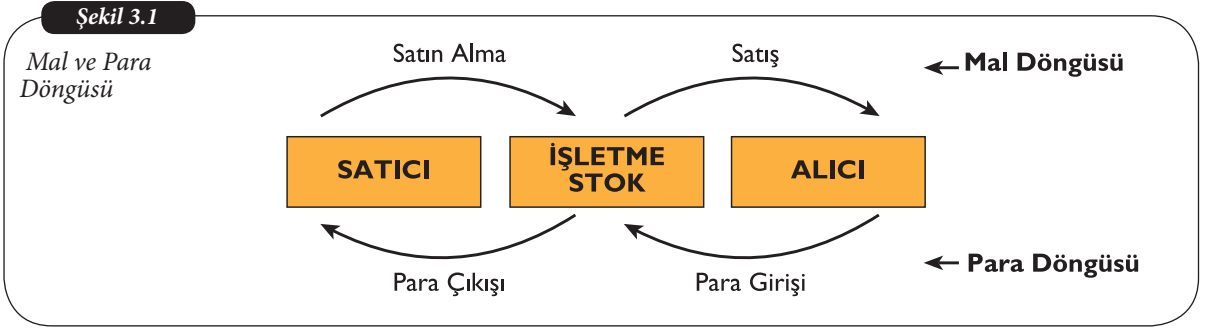 Şekil 3.1
Mal ve Para
Döngüsü
Satın Alma
Satış
Mal Döngüsü
SATICI
İŞLETME
STOK
ALICI
Para Çıkışı
Para Girişi
Para Döngüsü